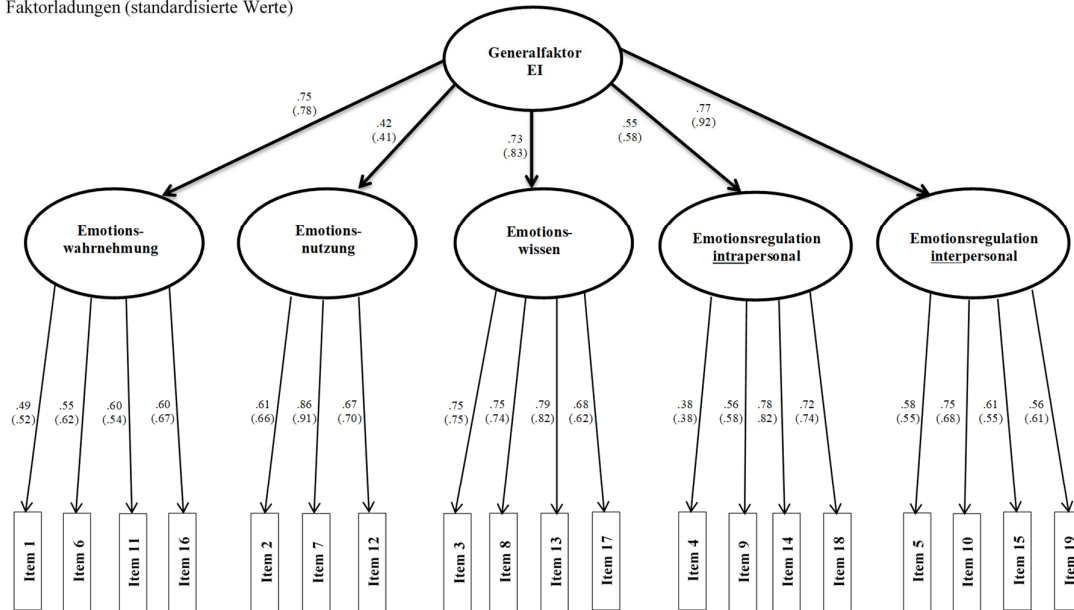 Faktorladungen (standardisierte Werte)
Generalfaktor
EI
.75
(.78)
.42
(.41)
.73
(.83)
.55
(.58)
.77
(.92)
Emotions-
wahrnehmung
Emotions-
nutzung
Emotions-
wissen
Emotionsregulation
intrapersonal
Emotionsregulation
interpersonal
.49
(.52)
.55
(.62)
.60
(.54)
.60
(.67)
.61
(.66)
.86
(.91)
.67
(.70)
.75
(.75)
.75
(.74)
.79
(.82)
.68
(.62)
.38
(.38)
.56
(.58)
.78
.82)
.72
(.74)
.58
(.55)
.75
(.68)
.61
(.55)
.56
(.61)
Item 1
Item 6
Item 11
Item 16
Item 2
Item 7
Item 12
Item 3
Item 8
Item 13
Item 17
Item 4
Item 9
Item 14
Item 18
Item 5
Item 10
Item 15
Item 19